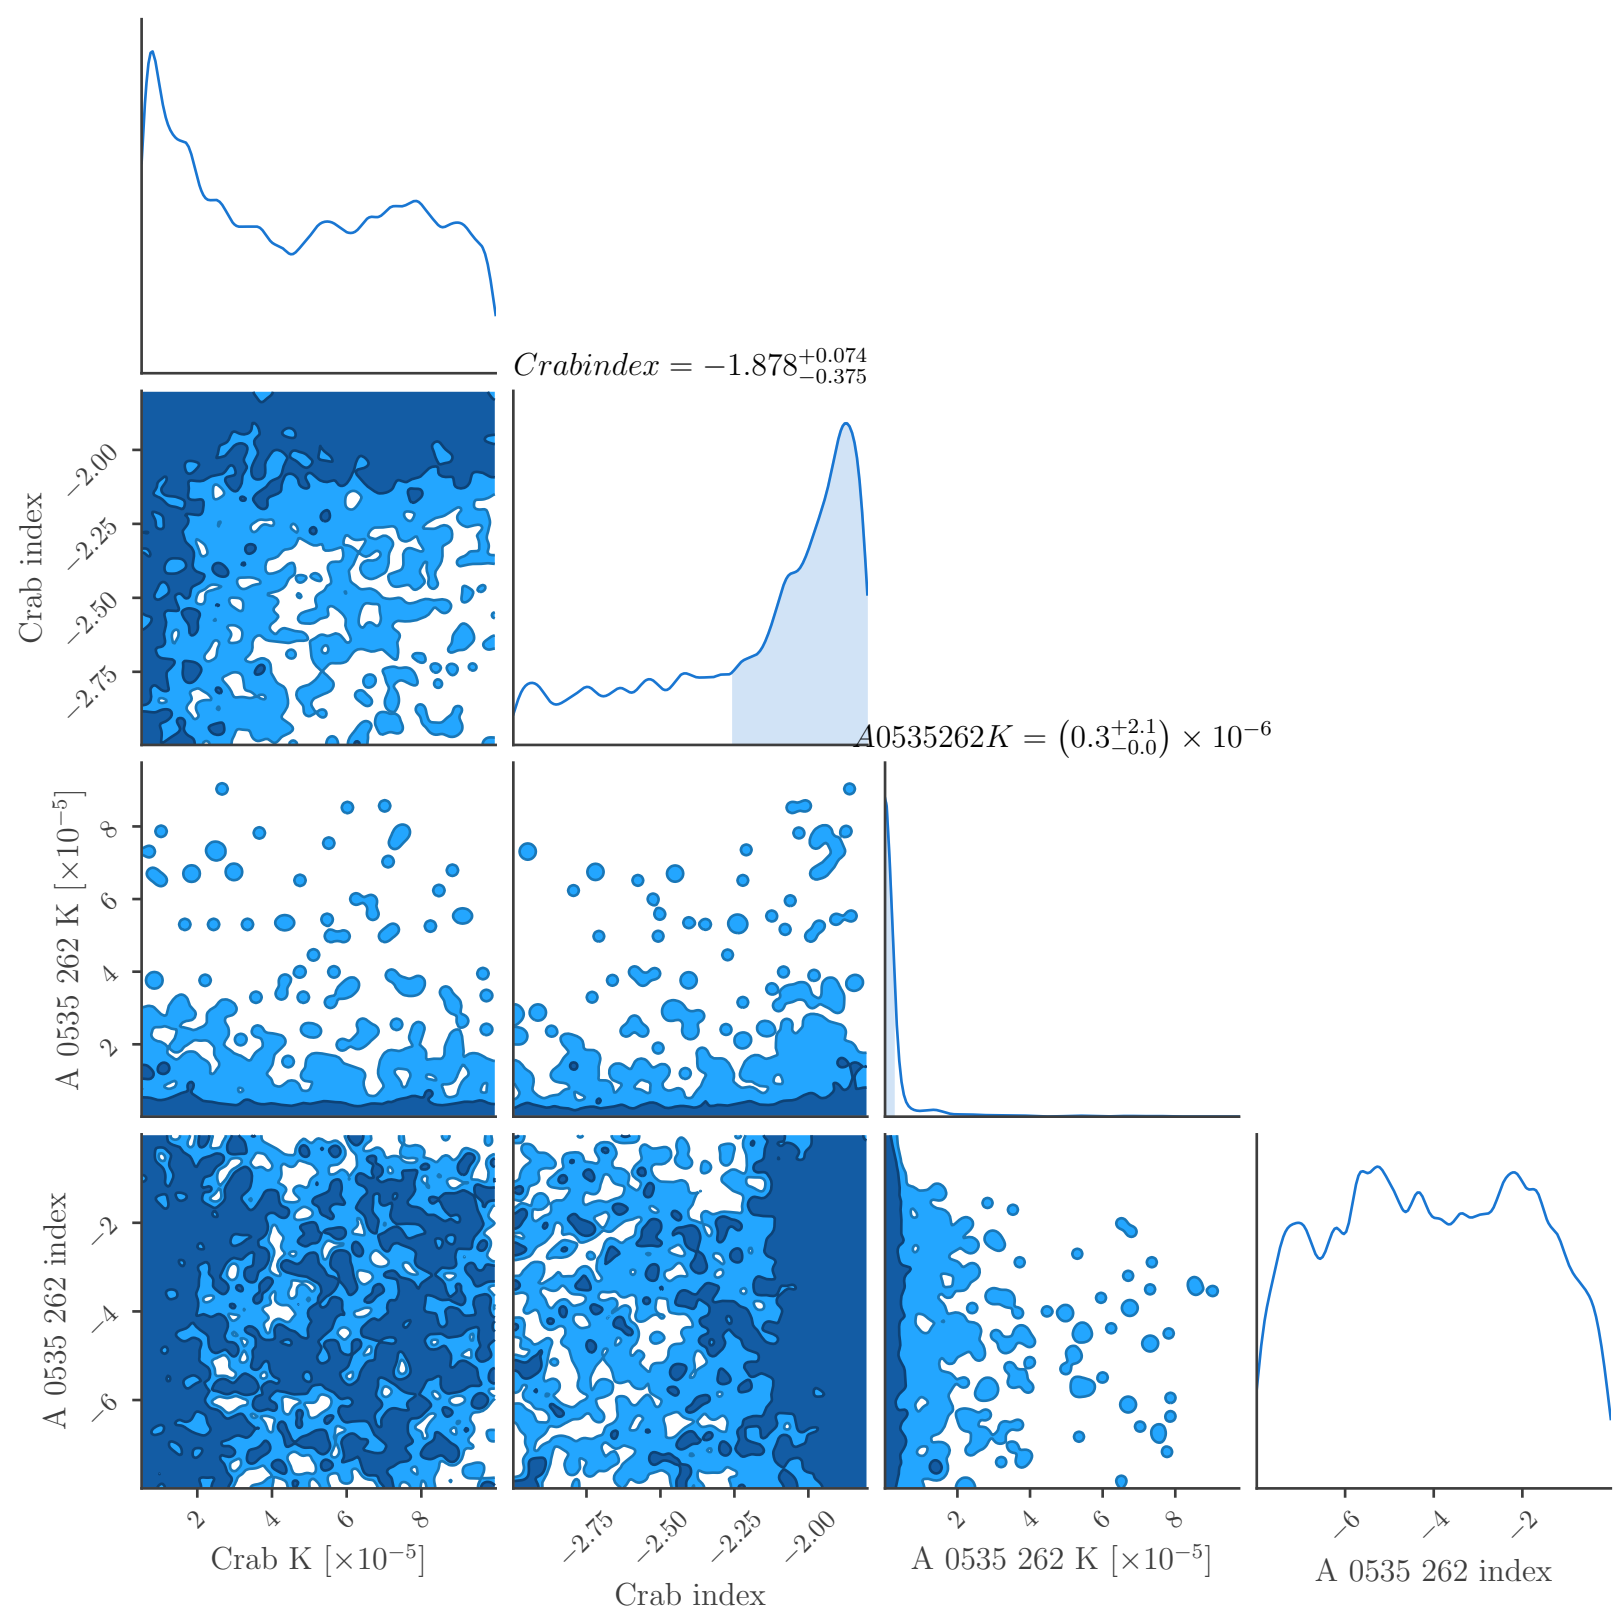 Crabindex = −1.878^{+0.074}_{−0.375}
Crab index
−2.00
−2.25
−2.50
−2.75
A0535262K = (0.3^{+2.1}_{−0.0}) × 10^{−6}
A 0535 262 K [×10^{−5}]
8
6
4
2
A 0535 262 index
−2
−4
−6
2 4 6 8
Crab K [×10^{−5}]
−2.75 −2.50 −2.25 −2.00
Crab index
2 4 6 8
A 0535 262 K [×10^{−5}]
−6 −4 −2
A 0535 262 index